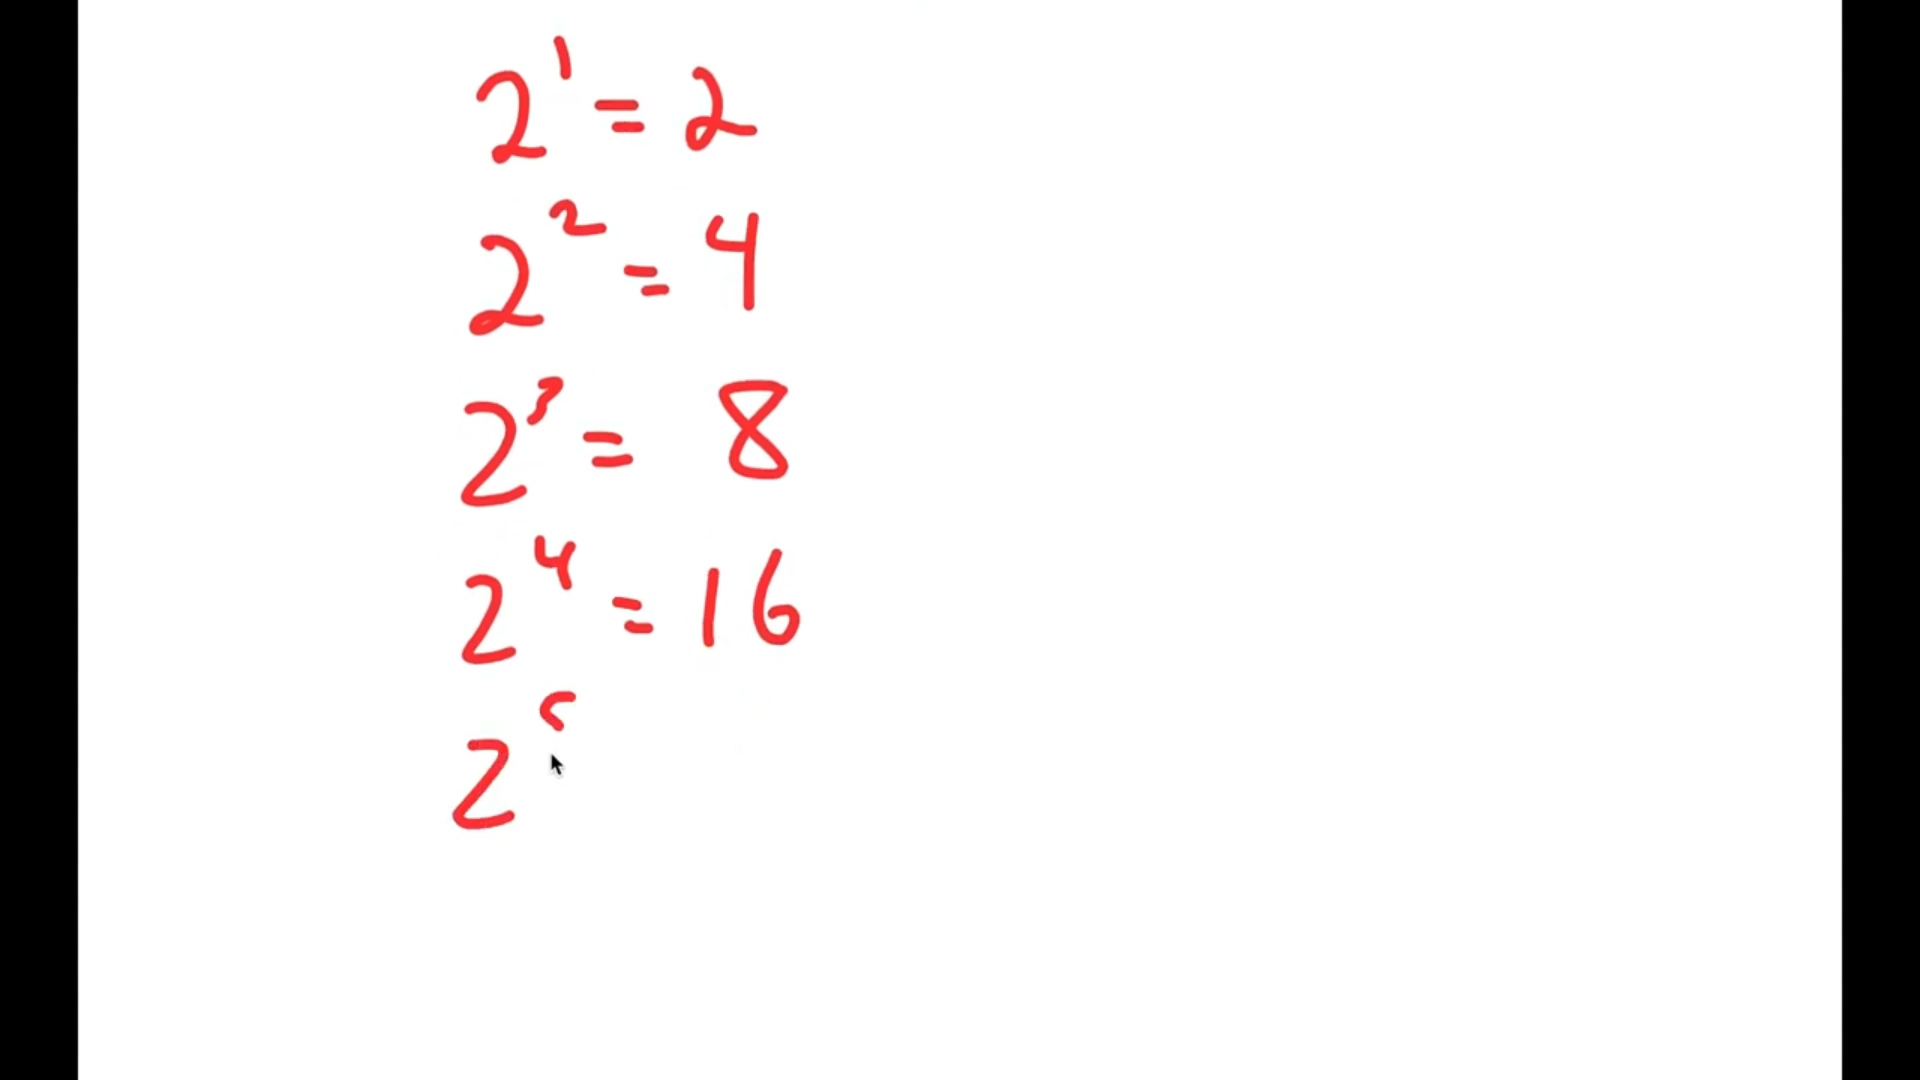 2¹ = 2
2² = 4
2³ = 8
2⁴ = 16
2⁵